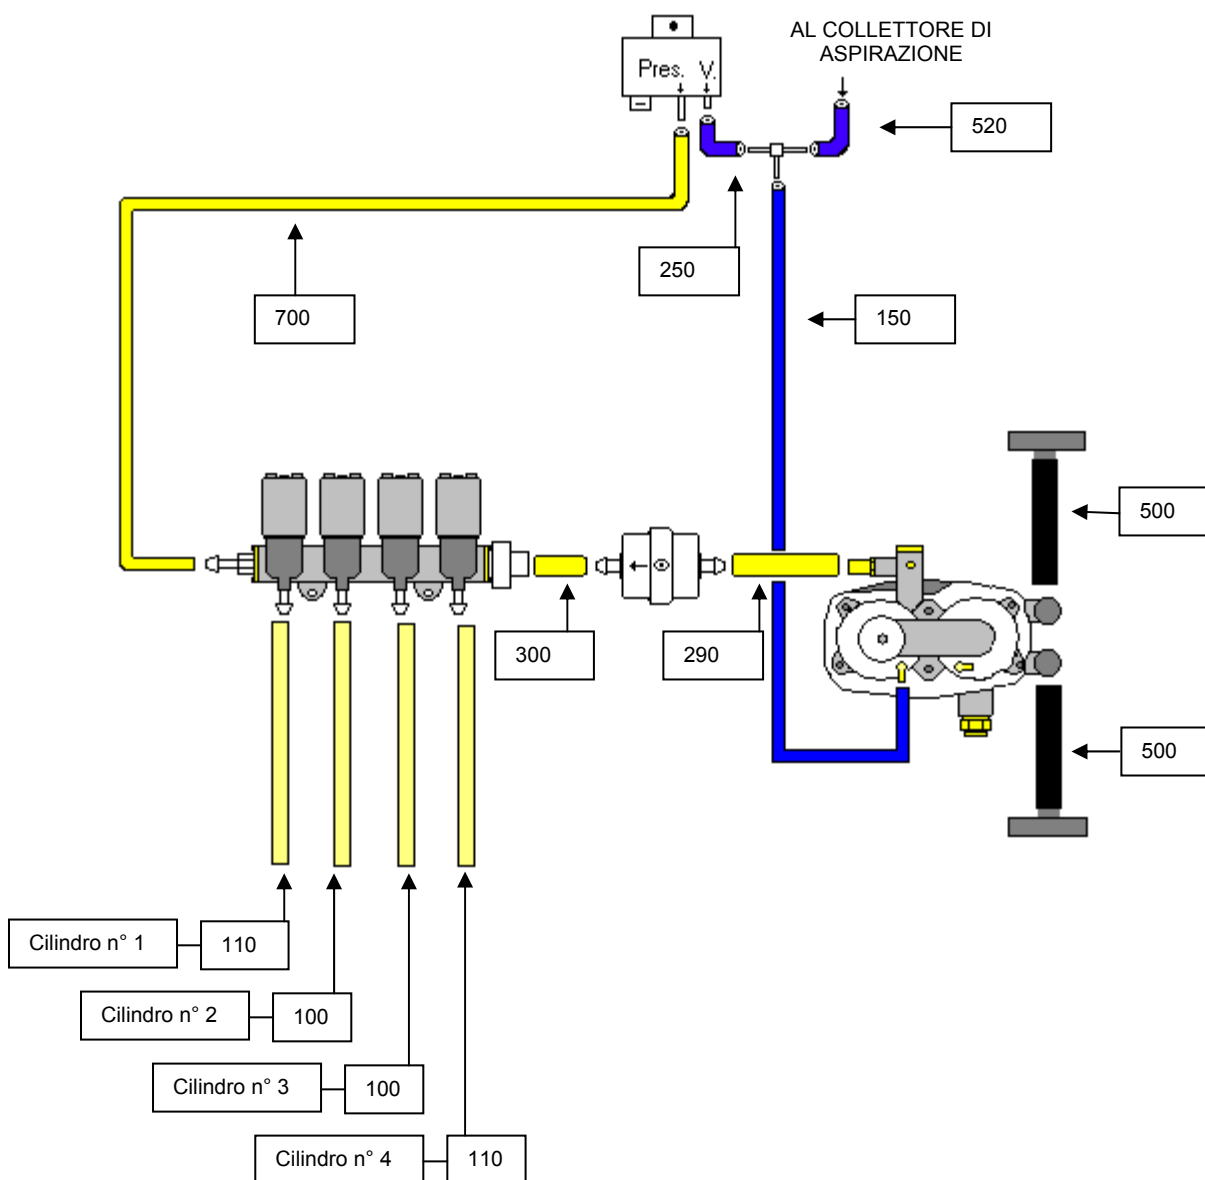 AL COLLETTORE DI
ASPIRAZIONE
Pres. V.
520
250
700
150
500
300
290
500
Cilindro n° 1
110
Cilindro n° 2
100
Cilindro n° 3
100
Cilindro n° 4
110